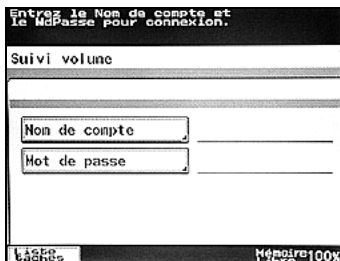 Entrez le Nom de compte et
le MdPasse pour connexion.
Suivi volume
Nom de compte
Mot de passe
Liste
tâches
Mémoire
Libre 100%